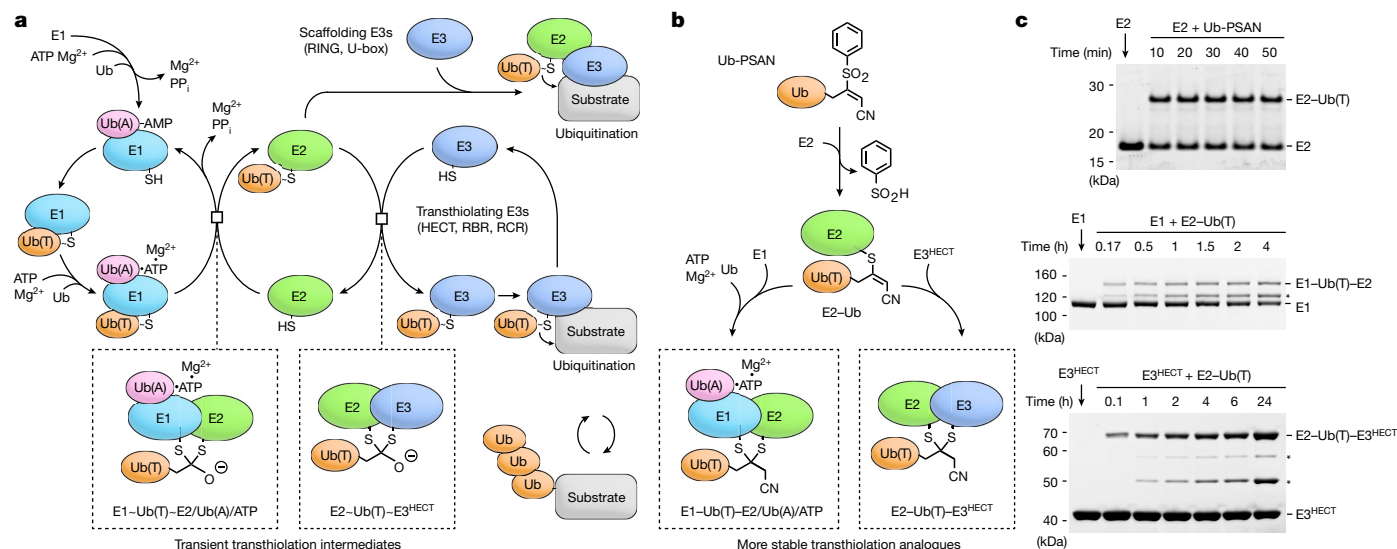 a
E1
ATP Mg²⁺
Ub
Mg²⁺
PPᵢ
Ub(A)
-AMP
E1
SH
E1
Ub(T)
-S
ATP
Mg²⁺
Ub
Mg²⁺
Ub(A)
ATP
E1
Ub(T)
-S
Mg²⁺
PPᵢ
E2
Ub(T)
-S
E2
HS
Scaffolding E3s
(RING, U-box)
E3
E2
Ub(T)
-S
E3
Substrate
Ubiquitination
E3
HS
Transthiolating E3s
(HECT, RBR, RCR)
E3
Ub(T)
-S
E3
Ub(T)
-S
Substrate
Ubiquitination
Mg²⁺
Ub(A)
ATP
E1
E2
S
S
Ub(T)
O
⊖
E1~Ub(T)~E2/Ub(A)/ATP
E2
E3
S
S
Ub(T)
O
⊖
E2~Ub(T)~E3ᴴᴱᶜᵀ
Transient transthiolation intermediates
Ub
Ub
Ub
Substrate
b
Ub-PSAN
SO₂
Ub
CN
E2
SO₂H
E2
S
Ub(T)
CN
E2–Ub
ATP
Mg²⁺
Ub
E1
E3ᴴᴱᶜᵀ
Mg²⁺
Ub(A)
ATP
E1
E2
S
S
Ub(T)
CN
E1–Ub(T)–E2/Ub(A)/ATP
E2
E3
S
S
Ub(T)
CN
E2–Ub(T)–E3ᴴᴱᶜᵀ
More stable transthiolation analogues
c
E2
E2 + Ub-PSAN
Time (min)
10 20 30 40 50
30
20
15
(kDa)
E2–Ub(T)
E2
E1
E1 + E2–Ub(T)
Time (h)
0.17 0.5 1 1.5 2 4
160
120
100
(kDa)
E1–Ub(T)–E2
*
E1
E3ᴴᴱᶜᵀ
E3ᴴᴱᶜᵀ + E2–Ub(T)
Time (h)
0.1 1 2 4 6 24
70
60
50
40
(kDa)
E2–Ub(T)–E3ᴴᴱᶜᵀ
*
*
E3ᴴᴱᶜᵀ